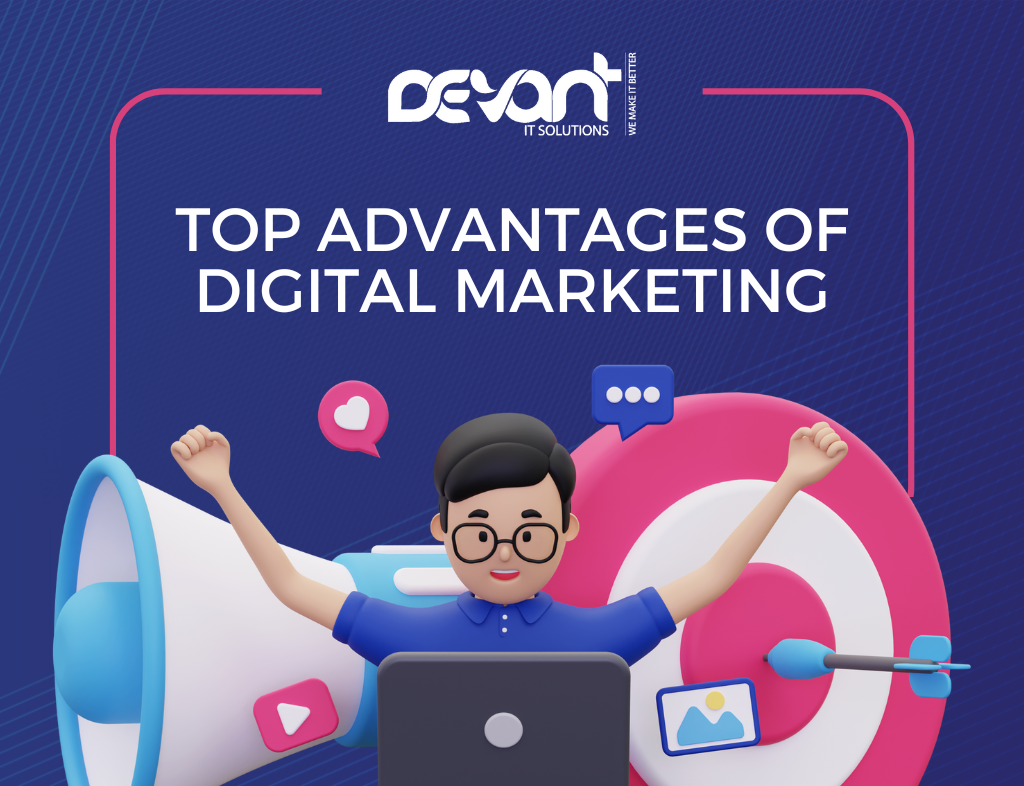 DEVANT
IT SOLUTIONS
WE MAKE IT BETTER
TOP ADVANTAGES OF
DIGITAL MARKETING